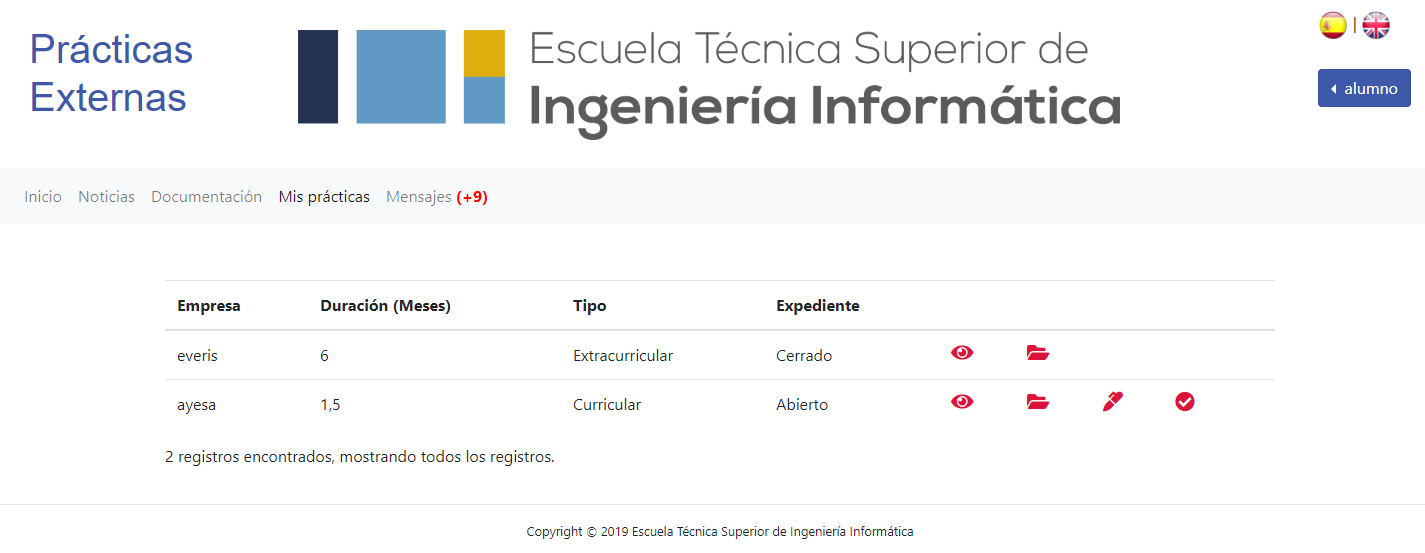 Prácticas
Externas
Escuela Técnica Superior de
Ingeniería Informática
|
alumno
Inicio Noticias Documentación Mis prácticas Mensajes (+9)
Empresa Duración (Meses) Tipo Expediente
everis 6 Extracurricular Cerrado
ayesa 1,5 Curricular Abierto
2 registros encontrados, mostrando todos los registros.
Copyright © 2019 Escuela Técnica Superior de Ingeniería Informática